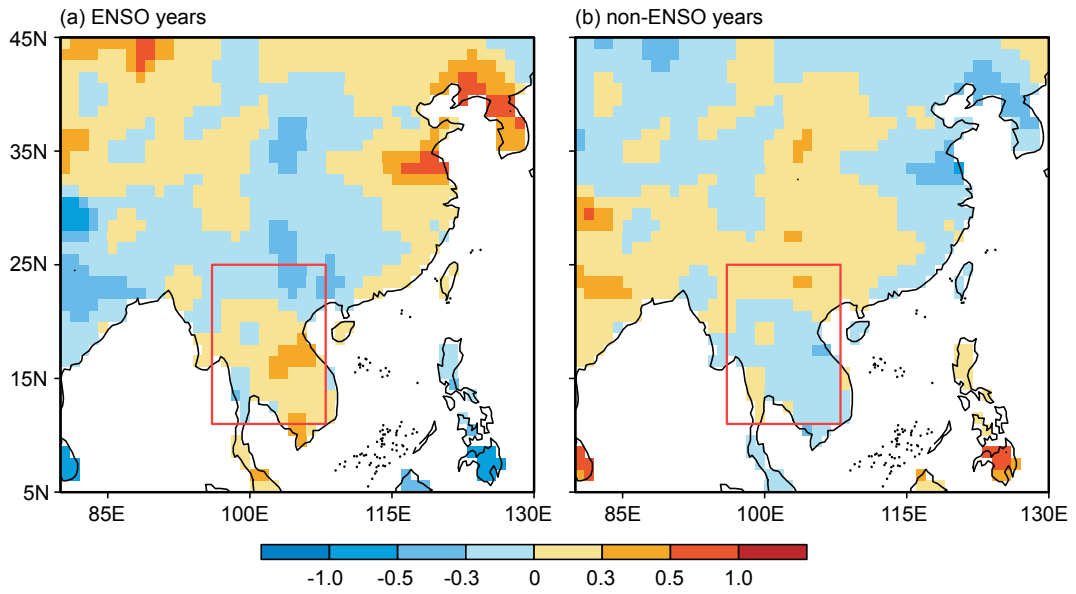 (a) ENSO years
(b) non-ENSO years
45N
35N
25N
15N
5N
85E 100E 115E 130E
85E 100E 115E 130E
-1.0 -0.5 -0.3 0 0.3 0.5 1.0